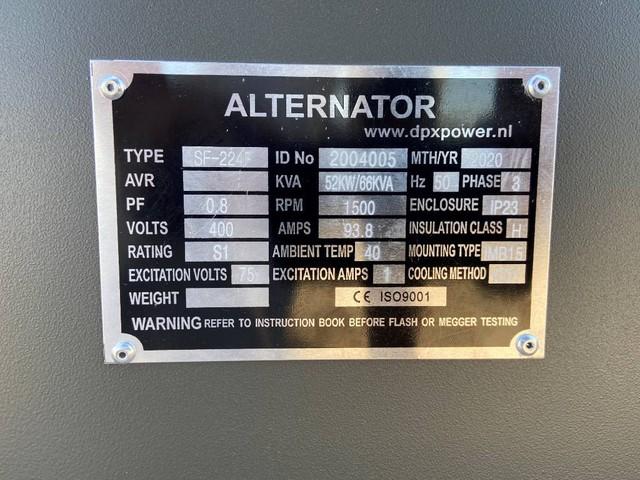 ALTERNATOR
www.dpxpower.nl
TYPE SF-224F ID No 2004005 MTH/YR 2020
AVR KVA 52KW/66KVA Hz 50 PHASE 3
PF 0.8 RPM 1500 ENCLOSURE IP23
VOLTS 400 AMPS 93.8 INSULATION CLASS H
RATING S1 AMBIENT TEMP 40 MOUNTING TYPE IMB15
EXCITATION VOLTS 75 EXCITATION AMPS 1 COOLING METHOD
WEIGHT CE ISO9001
WARNING REFER TO INSTRUCTION BOOK BEFORE FLASH OR MEGGER TESTING